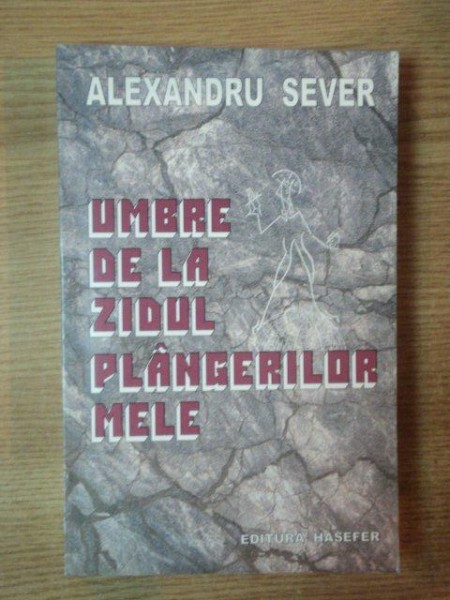 ALEXANDRU SEVER
UMBRE
DE LA
ZIDUL
PLÂNGERILOR
MELE
EDITURA HASEFER